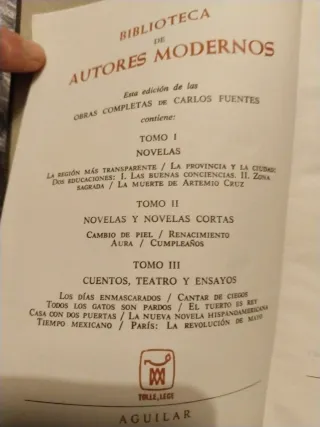 BIBLIOTECA
DE
AUTORES MODERNOS
Esta edición de las
OBRAS COMPLETAS DE CARLOS FUENTES
contiene:
TOMO I
NOVELAS
LA REGIÓN MÁS TRANSPARENTE / LA PROVINCIA Y LA CIUDAD:
DOS EDUCACIONES: I. LAS BUENAS CONCIENCIAS. II. ZONA
SAGRADA / LA MUERTE DE ARTEMIO CRUZ
TOMO II
NOVELAS Y NOVELAS CORTAS
CAMBIO DE PIEL / RENACIMIENTO
AURA / CUMPLEAÑOS
TOMO III
CUENTOS, TEATRO Y ENSAYOS
LOS DÍAS ENMASCARADOS / CANTAR DE CIEGOS
TODOS LOS GATOS SON PARDOS / EL TUERTO ES REY
CASA CON DOS PUERTAS / LA NUEVA NOVELA HISPANOAMERICANA
TIEMPO MEXICANO / PARÍS: LA REVOLUCIÓN DE MAYO
TOLLE, LEGE
AGUILAR